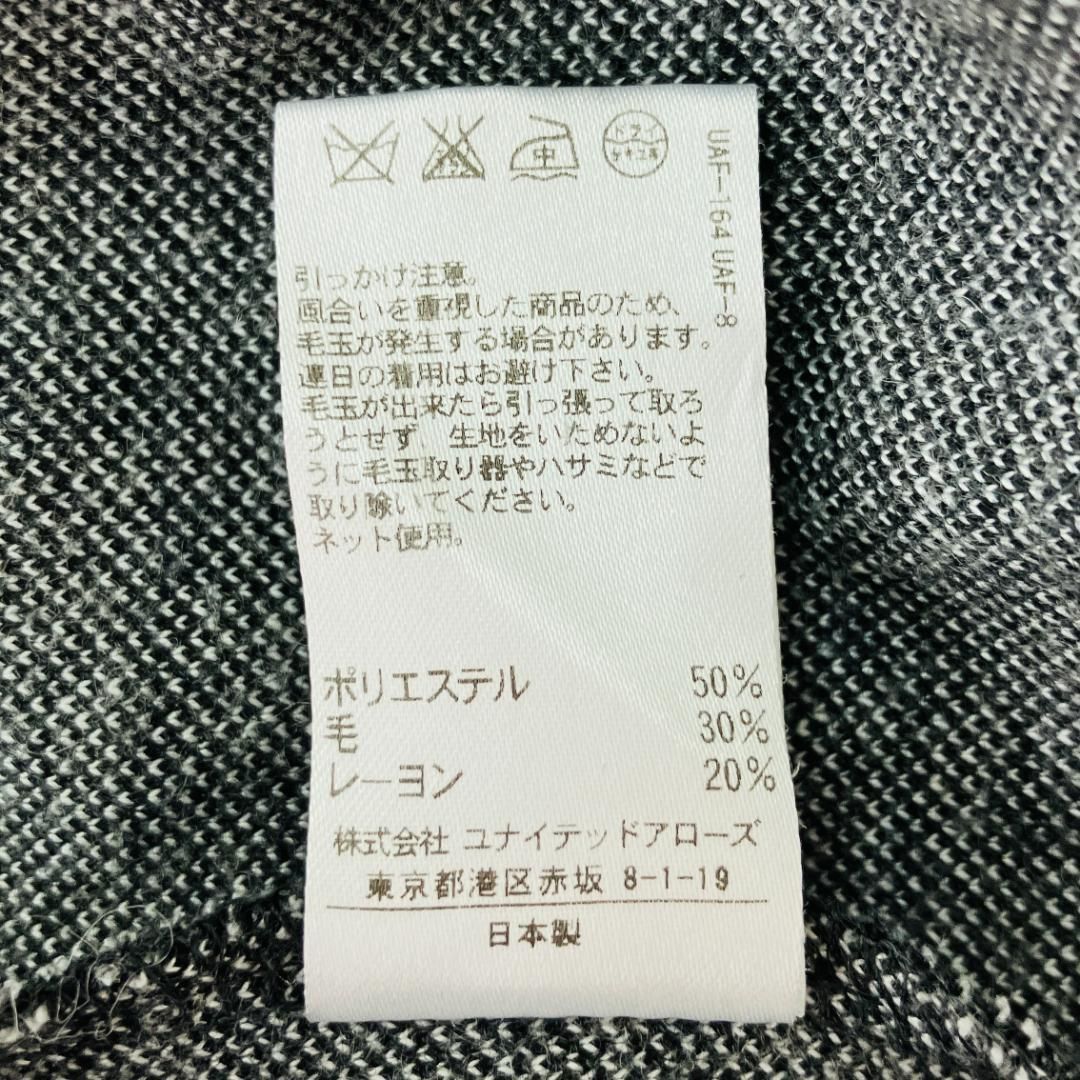 中
ドライ
セキユ系
UAF-164 UAF-8
引っかけ注意。
風合いを重視した商品のため、
毛玉が発生する場合があります。
連日の着用はお避け下さい。
毛玉が出来たら引っ張って取ろ
うとせず、生地をいためないよ
うに毛玉取り器やハサミなどで
取り除いてください。
ネット使用。
ポリエステル 50%
毛 30%
レーヨン 20%
株式会社 ユナイテッドアローズ
東京都港区赤坂 8-1-19
日本製